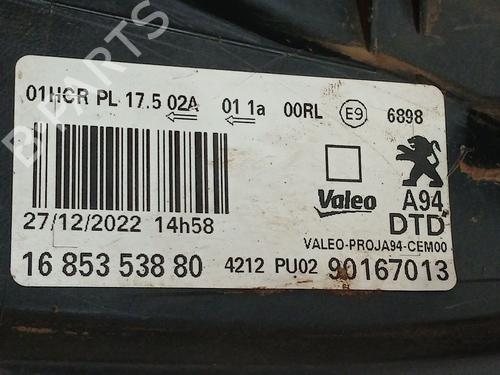 B PARTS
01HCR PL 17.5 02A 01 1a 00RL E9 6898
Valeo A94
DTD
27/12/2022 14h58
VALEO-PROJA94-CEM00
16 853 538 80 4212 PU02 90167013